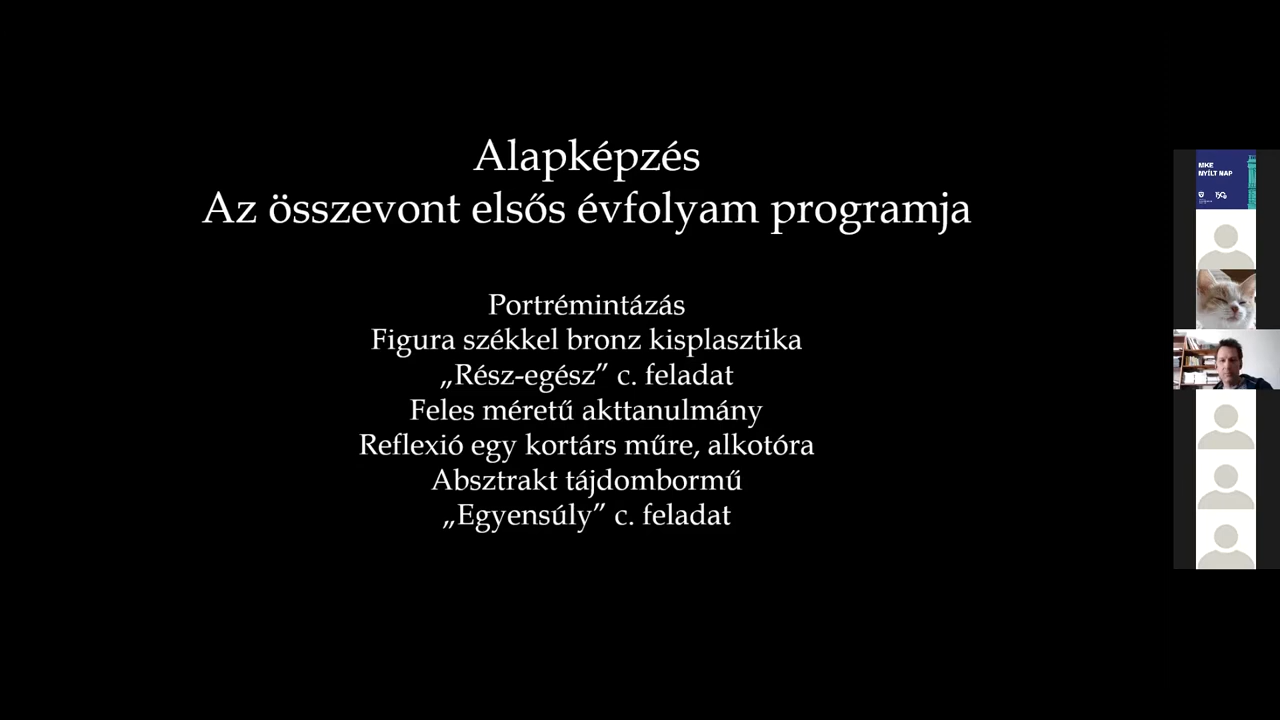 Alapképzés
Az összevont elsős évfolyam programja
Portrémintázás
Figura székkel bronz kisplasztika
„Rész-egész” c. feladat
Feles méretű akttanulmány
Reflexió egy kortárs műre, alkotóra
Absztrakt tájdombormű
„Egyensúly” c. feladat
MKE
NYÍLT NAP